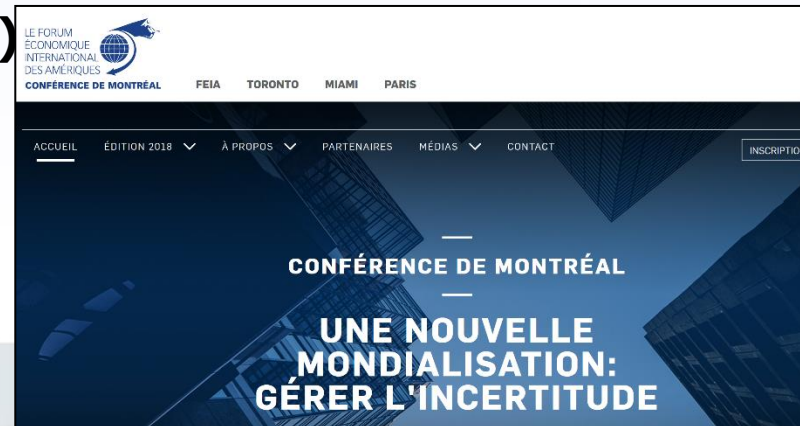 )
LE FORUM
ÉCONOMIQUE
INTERNATIONAL
DES AMÉRIQUES
CONFÉRENCE DE MONTRÉAL
FEIA TORONTO MIAMI PARIS
ACCUEIL ÉDITION 2018 À PROPOS PARTENAIRES MÉDIAS CONTACT INSCRIPTIO
CONFÉRENCE DE MONTRÉAL
UNE NOUVELLE
MONDIALISATION:
GÉRER L'INCERTITUDE